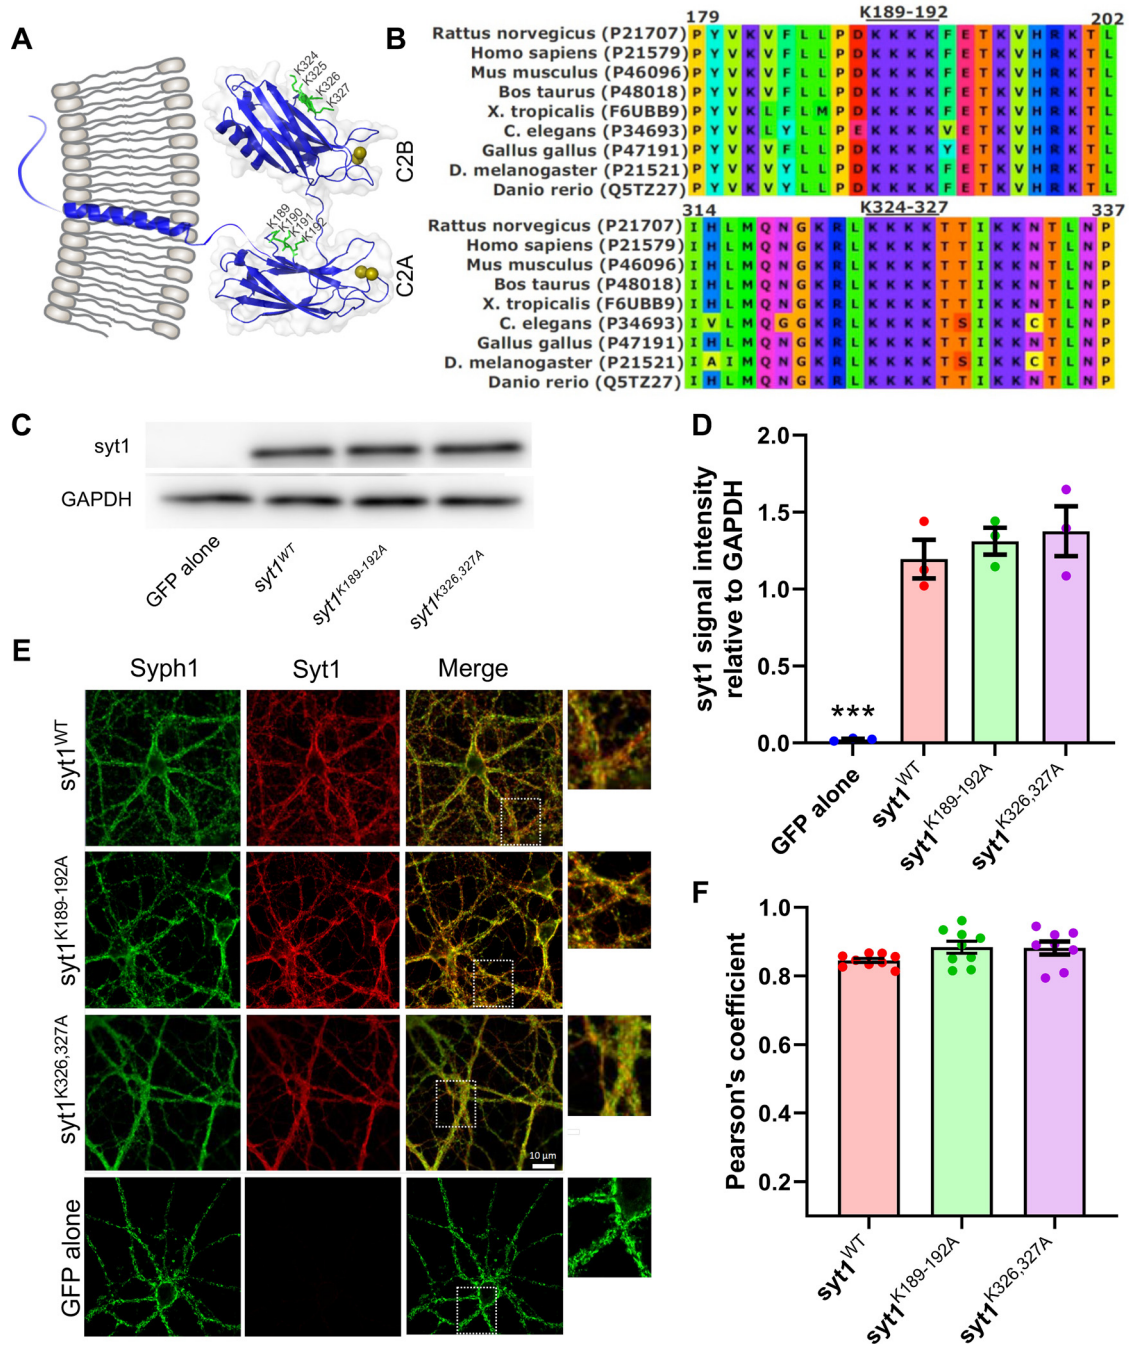 A
K324
K325
K326
K327
C2B
K189
K190
K191
K192
C2A
B
179 K189-192 202
Rattus norvegicus (P21707) P Y V K V F L L P D K K K K F E T K V H R K T L
Homo sapiens (P21579) P Y V K V F L L P D K K K K F E T K V H R K T L
Mus musculus (P46096) P Y V K V F L L P D K K K K F E T K V H R K T L
Bos taurus (P48018) P Y V K V F L L P D K K K K F E T K V H R K T L
X. tropicalis (F6UBB9) P Y V K L F L M P D K K K K F E T K V H R K T L
C. elegans (P34693) P Y V K L Y L L P E K K K K V E T K V H R K T L
Gallus gallus (P47191) P Y V K V F L L P D K K K K Y E T K V H R K T L
D. melanogaster (P21521) P Y V K V Y L L P D K K K K F E T K V H R K T L
Danio rerio (Q5TZ27) P Y V K V Y L L P D K K K K F E T K V H R K T L
314 K324-327 337
Rattus norvegicus (P21707) I H L M Q N G K R L K K K K T T I K K N T L N P
Homo sapiens (P21579) I H L M Q N G K R L K K K K T T I K K N T L N P
Mus musculus (P46096) I H L M Q N G K R L K K K K T T I K K N T L N P
Bos taurus (P48018) I H L M Q N G K R L K K K K T T I K K N T L N P
X. tropicalis (F6UBB9) I H L M Q N G K R L K K K K T T I K K N T L N P
C. elegans (P34693) I V L M Q G G K R L K K K K T S I K K C T L N P
Gallus gallus (P47191) I H L M Q N G K R L K K K K T T I K K N T L N P
D. melanogaster (P21521) I A I M Q N G K R L K K K K T S I K K C T L N P
Danio rerio (Q5TZ27) I H L M Q N G K R L K K K K T T I K K N T L N P
C
syt1
GAPDH
GFP alone
syt1WT
syt1K189-192A
syt1K326,327A
D
syt1 signal intensity
relative to GAPDH
2.0
1.5
1.0
0.5
0.0
***
GFP alone
syt1WT
syt1K189-192A
syt1K326,327A
E
Syph1 Syt1 Merge
syt1WT
syt1K189-192A
syt1K326,327A
10 µm
GFP alone
F
Pearson's coefficient
1.0
0.8
0.6
0.4
0.2
syt1WT
syt1K189-192A
syt1K326,327A